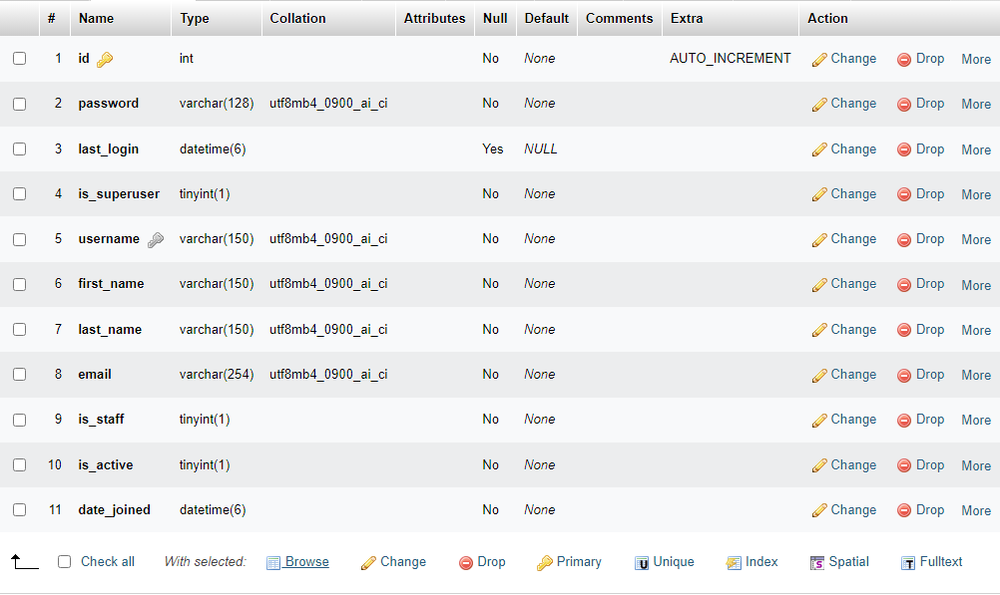 # Name Type Collation Attributes Null Default Comments Extra Action
1 id int No None AUTO_INCREMENT Change Drop More
2 password varchar(128) utf8mb4_0900_ai_ci No None Change Drop More
3 last_login datetime(6) Yes NULL Change Drop More
4 is_superuser tinyint(1) No None Change Drop More
5 username varchar(150) utf8mb4_0900_ai_ci No None Change Drop More
6 first_name varchar(150) utf8mb4_0900_ai_ci No None Change Drop More
7 last_name varchar(150) utf8mb4_0900_ai_ci No None Change Drop More
8 email varchar(254) utf8mb4_0900_ai_ci No None Change Drop More
9 is_staff tinyint(1) No None Change Drop More
10 is_active tinyint(1) No None Change Drop More
11 date_joined datetime(6) No None Change Drop More
Check all With selected: Browse Change Drop Primary Unique Index Spatial Fulltext